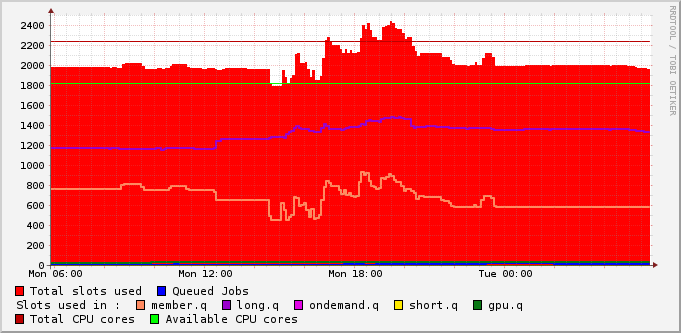 2400
2200
2000
1800
1600
1400
1200
1000
800
600
400
200
0
Mon 06:00 Mon 12:00 Mon 18:00 Tue 00:00
Total slots used Queued Jobs
Slots used in : member.q long.q ondemand.q short.q gpu.q
Total CPU cores Available CPU cores
RRDTOOL / TOBI OETIKER